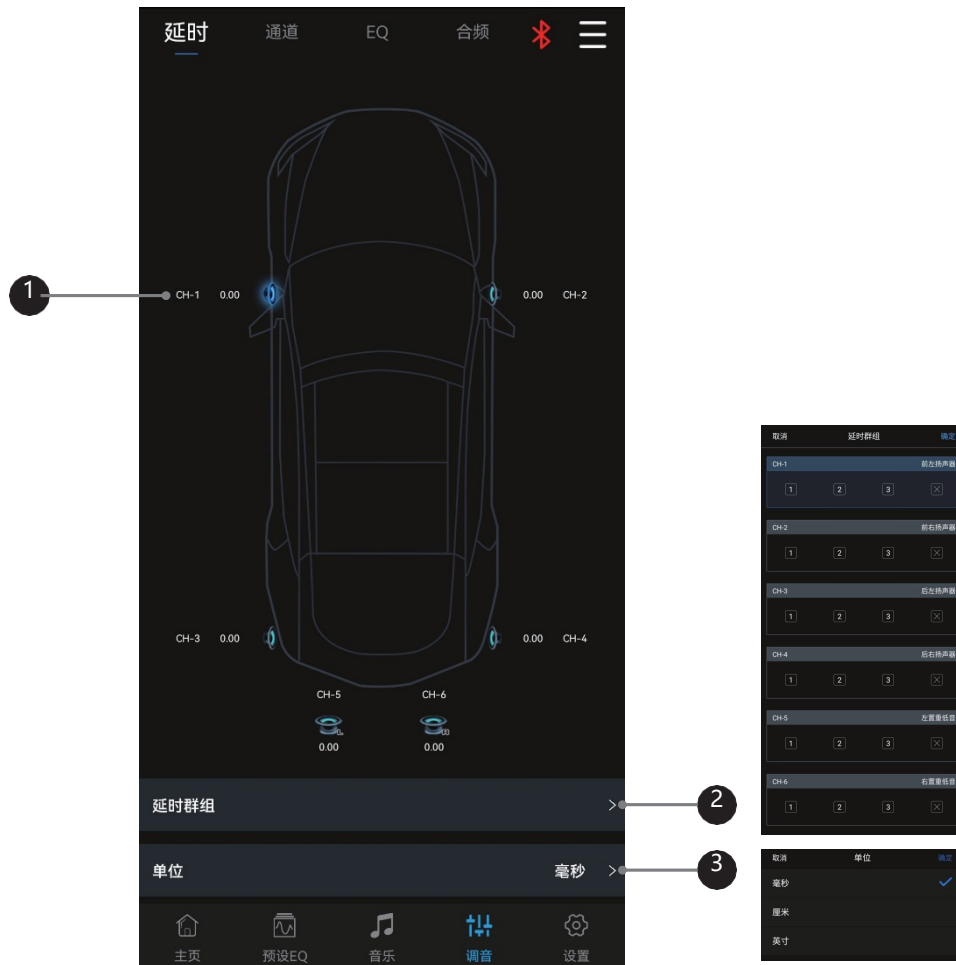 延时 通道 EQ 合频
1
CH-1 0.00 0.00 CH-2
CH-3 0.00 0.00 CH-4
CH-5 CH-6
L R
0.00 0.00
延时群组 >
2
单位 毫秒 >
3
主页 预设EQ 音乐 调音 设置
取消 延时群组 确定
CH-1 前左扬声器
1 2 3
CH-2 前右扬声器
1 2 3
CH-3 后左扬声器
1 2 3
CH-4 后右扬声器
1 2 3
CH-5 左置重低音
1 2 3
CH-6 右置重低音
1 2 3
取消 单位 确定
毫秒
厘米
英寸